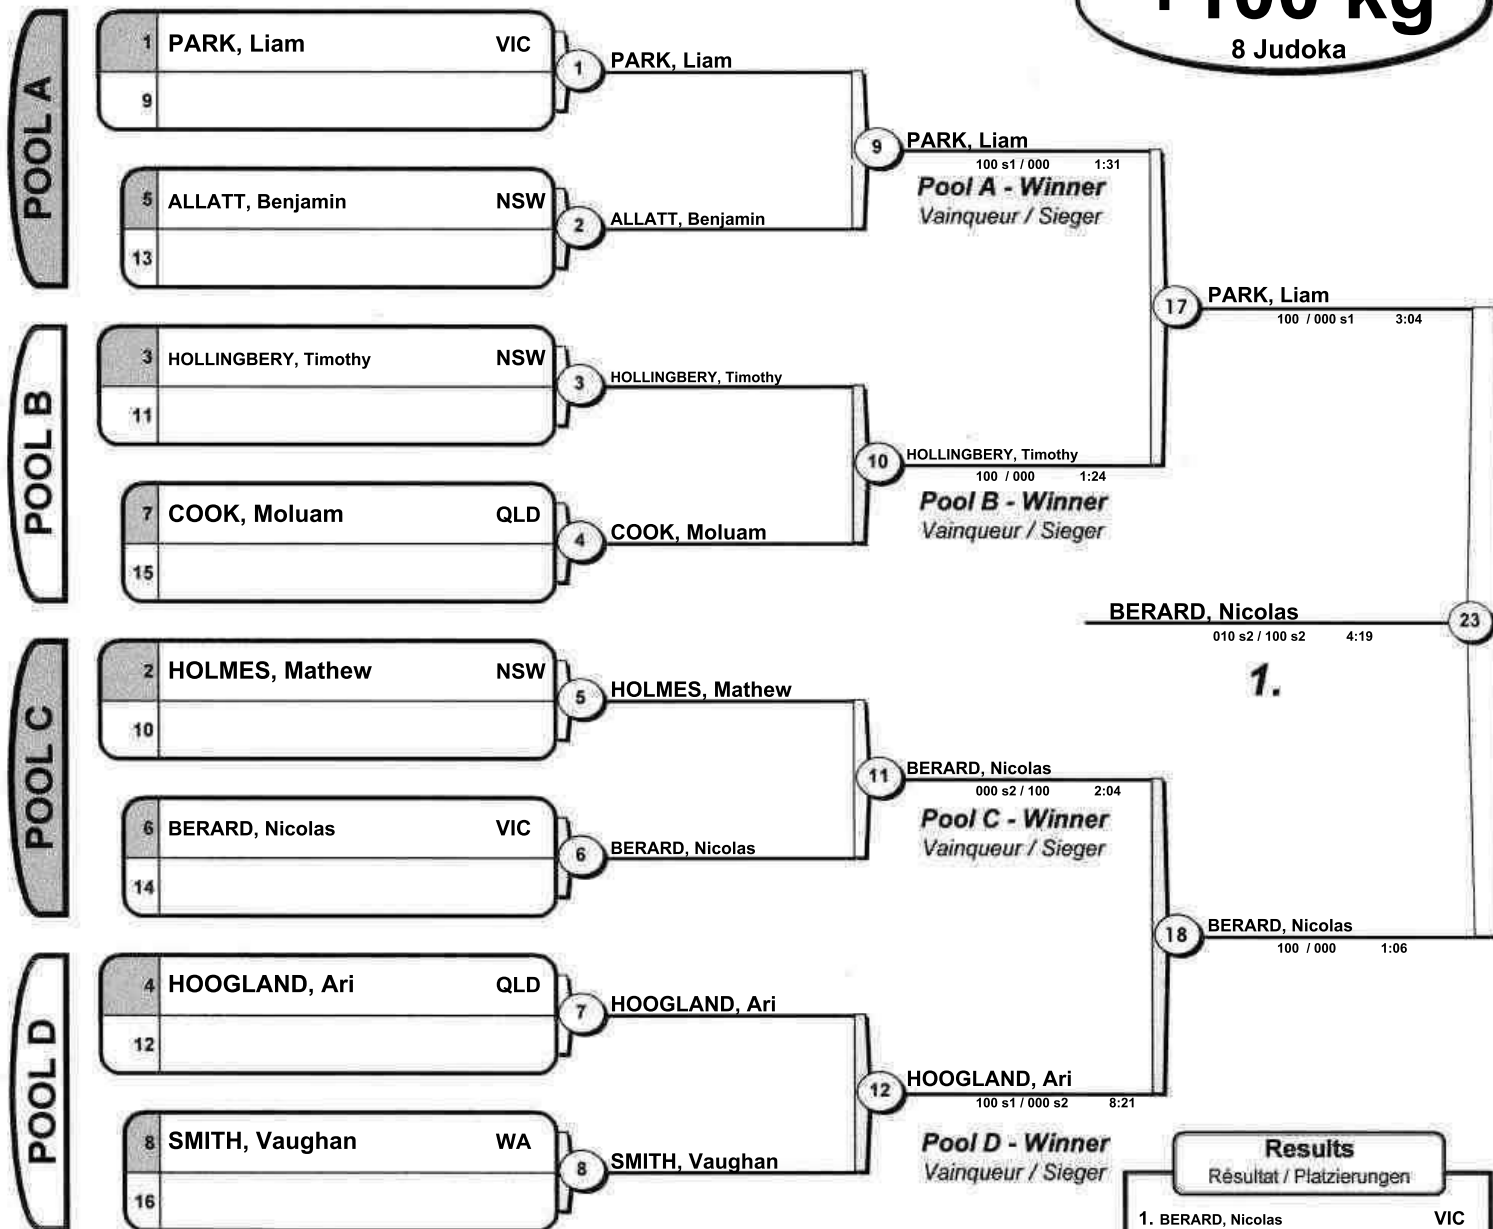 +100 kg
8 Judoka
POOL A
1 PARK, Liam VIC
9
5 ALLATT, Benjamin NSW
13
1 PARK, Liam
2 ALLATT, Benjamin
9 PARK, Liam
100 s1 / 000 1:31
Pool A - Winner
Vainqueur / Sieger
POOL B
3 HOLLINGBERY, Timothy NSW
11
7 COOK, Moluam QLD
15
3 HOLLINGBERY, Timothy
4 COOK, Moluam
10 HOLLINGBERY, Timothy
100 / 000 1:24
Pool B - Winner
Vainqueur / Sieger
17 PARK, Liam
100 / 000 s1 3:04
BERARD, Nicolas 23
010 s2 / 100 s2 4:19
1.
POOL C
2 HOLMES, Mathew NSW
10
6 BERARD, Nicolas VIC
14
5 HOLMES, Mathew
6 BERARD, Nicolas
11 BERARD, Nicolas
000 s2 / 100 2:04
Pool C - Winner
Vainqueur / Sieger
18 BERARD, Nicolas
100 / 000 1:06
POOL D
4 HOOGLAND, Ari QLD
12
8 SMITH, Vaughan WA
16
7 HOOGLAND, Ari
8 SMITH, Vaughan
12 HOOGLAND, Ari
100 s1 / 000 s2 8:21
Pool D - Winner
Vainqueur / Sieger
Results
Résultat / Platzierungen
1. BERARD, Nicolas VIC